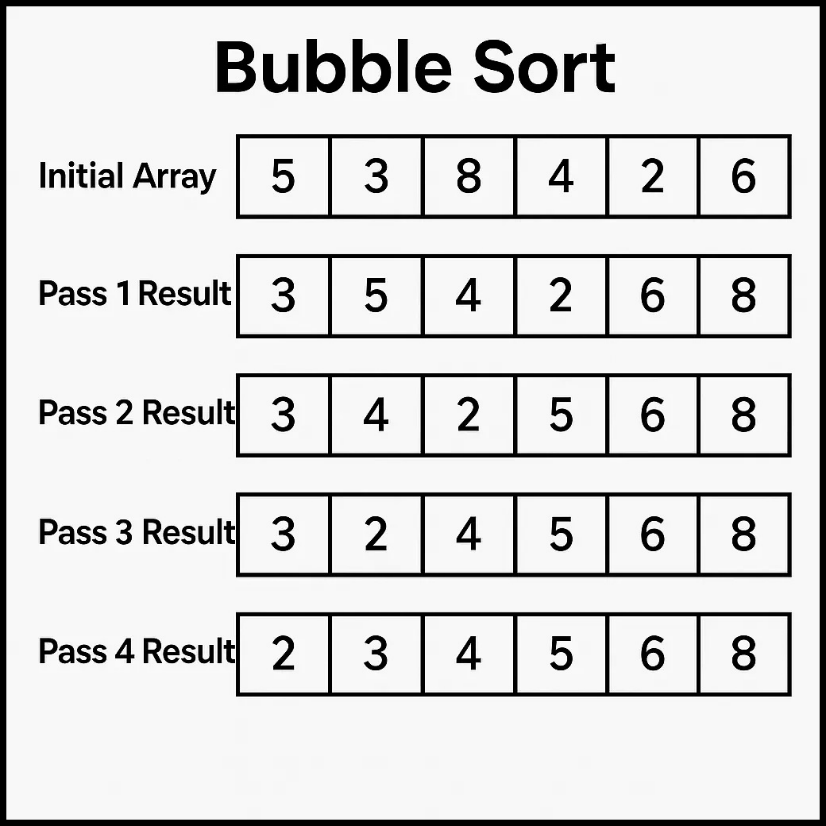 Bubble Sort
Initial Array 5 3 8 4 2 6
Pass 1 Result 3 5 4 2 6 8
Pass 2 Result 3 4 2 5 6 8
Pass 3 Result 3 2 4 5 6 8
Pass 4 Result 2 3 4 5 6 8